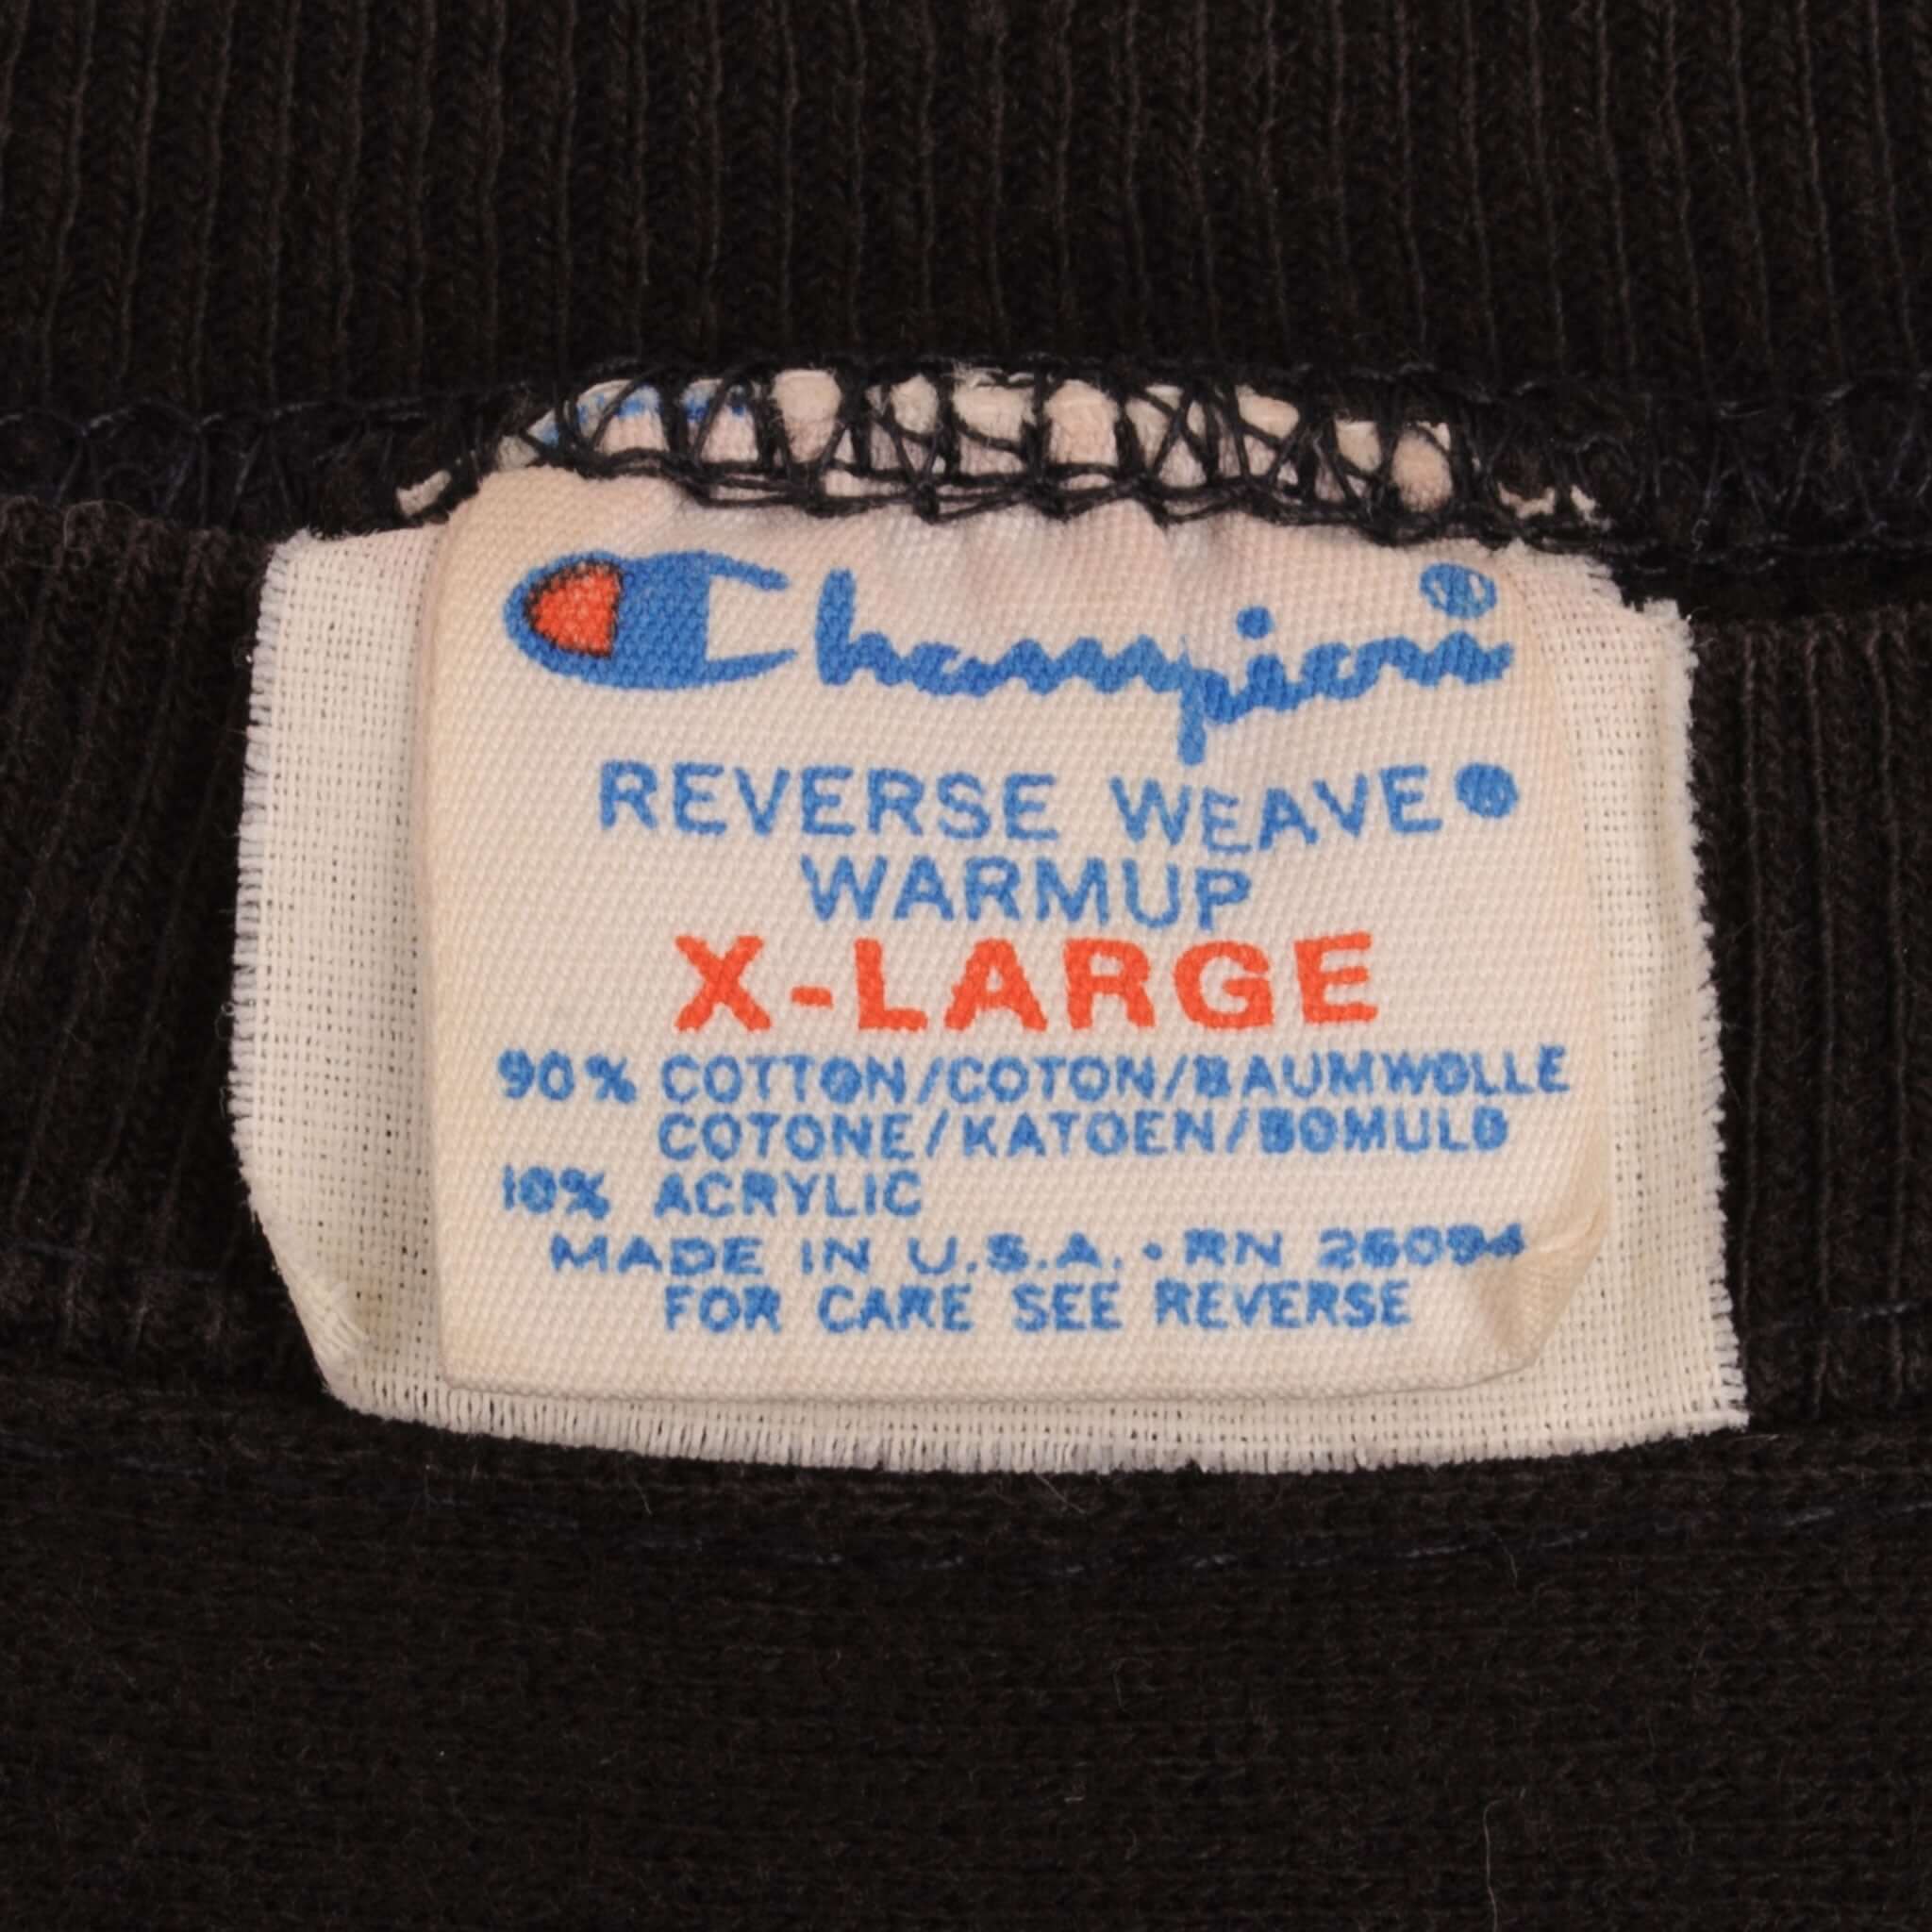 Champion®
REVERSE WEAVE®
WARMUP
X-LARGE
90% COTTON/COTON/BAUMWOLLE
COTONE/KATOEN/BOMULD
10% ACRYLIC
MADE IN U.S.A. • RN 26094
FOR CARE SEE REVERSE